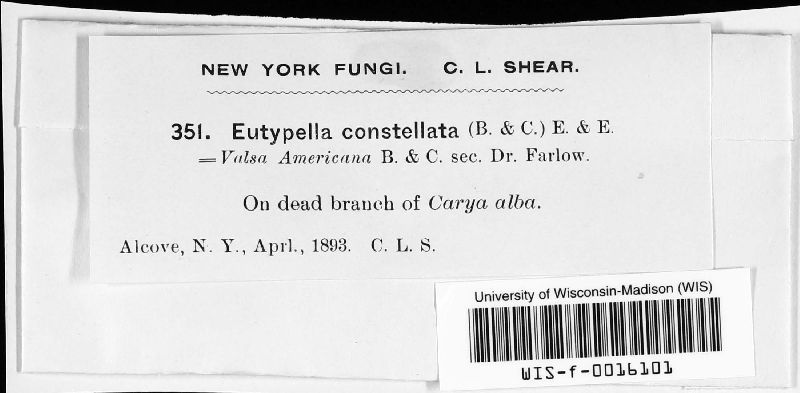 NEW YORK FUNGI. C. L. SHEAR.
351. Eutypella constellata (B. & C.) E. & E.
= Valsa Americana B. & C. sec. Dr. Farlow.
On dead branch of Carya alba.
Alcove, N. Y., Aprl., 1893. C. L. S.
University of Wisconsin-Madison (WIS)
WIS-f-0016101